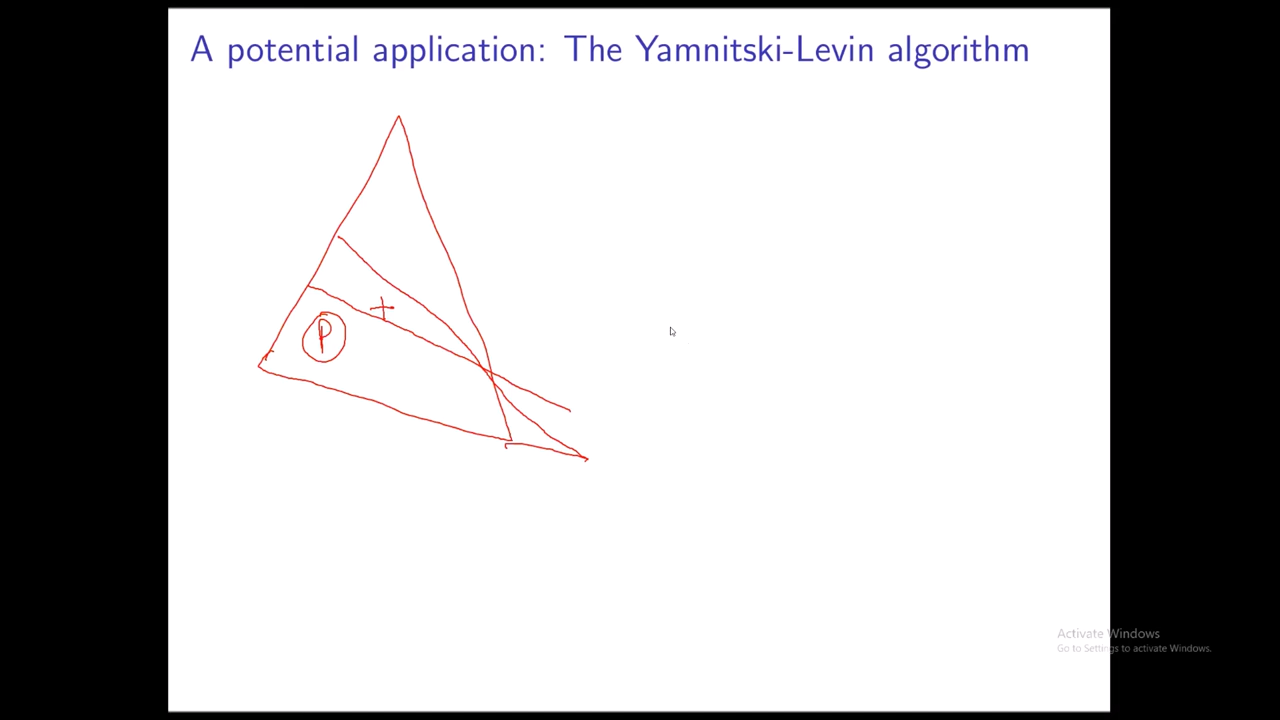 A potential application: The Yamnitski-Levin algorithm
P
Activate Windows
Go to Settings to activate Windows.